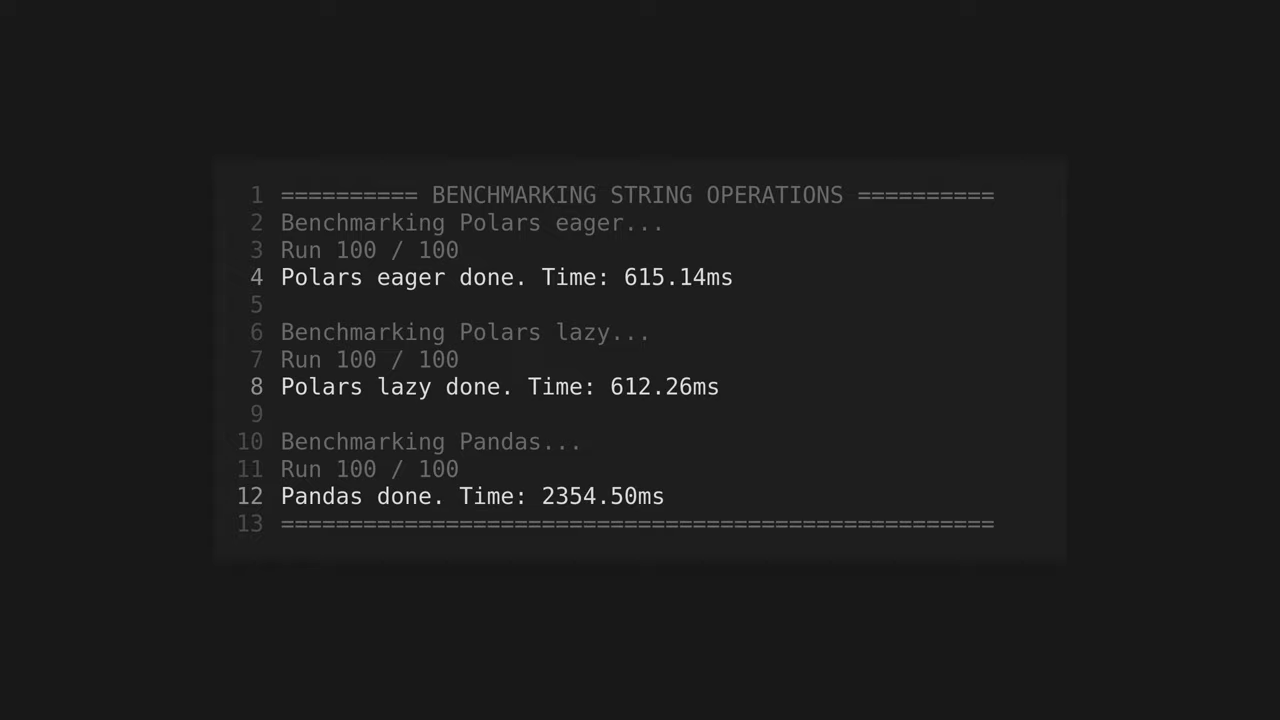 1 ========== BENCHMARKING STRING OPERATIONS ==========
2 Benchmarking Polars eager...
3 Run 100 / 100
4 Polars eager done. Time: 615.14ms
5
6 Benchmarking Polars lazy...
7 Run 100 / 100
8 Polars lazy done. Time: 612.26ms
9
10 Benchmarking Pandas...
11 Run 100 / 100
12 Pandas done. Time: 2354.50ms
13 ====================================================